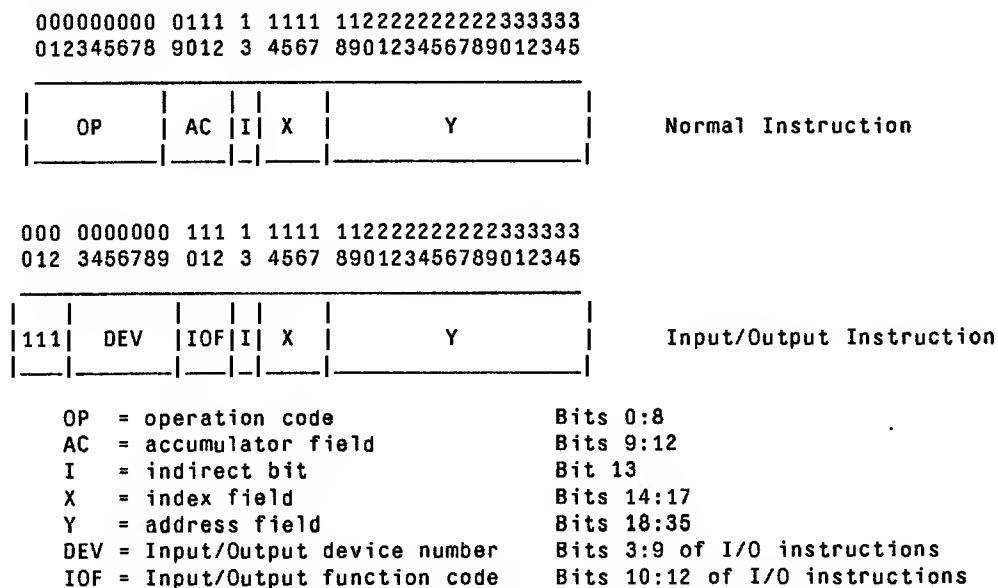 000000000 0111 1 1111 112222222222333333
012345678 9012 3 4567 890123456789012345
OP AC I X Y Normal Instruction
000 0000000 111 1 1111 112222222222333333
012 3456789 012 3 4567 890123456789012345
111 DEV IOF I X Y Input/Output Instruction
OP = operation code Bits 0:8
AC = accumulator field Bits 9:12
I = indirect bit Bit 13
X = index field Bits 14:17
Y = address field Bits 18:35
DEV = Input/Output device number Bits 3:9 of I/O instructions
IOF = Input/Output function code Bits 10:12 of I/O instructions